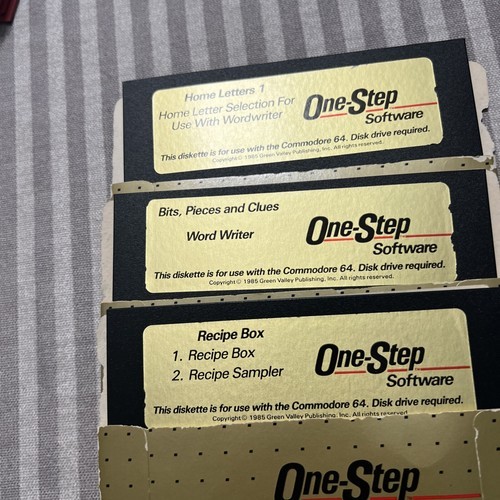 Home Letters 1
Home Letter Selection For
Use With Wordwriter
One-Step
Software
This diskette is for use with the Commodore 64. Disk drive required.
Copyright © 1985 Green Valley Publishing, Inc. All rights reserved.
Bits, Pieces and Clues
Word Writer
One-Step
Software
This diskette is for use with the Commodore 64. Disk drive required.
Copyright © 1985 Green Valley Publishing, Inc. All rights reserved.
Recipe Box
1. Recipe Box
2. Recipe Sampler
One-Step
Software
This diskette is for use with the Commodore 64. Disk drive required.
Copyright © 1985 Green Valley Publishing, Inc. All rights reserved
One-Step